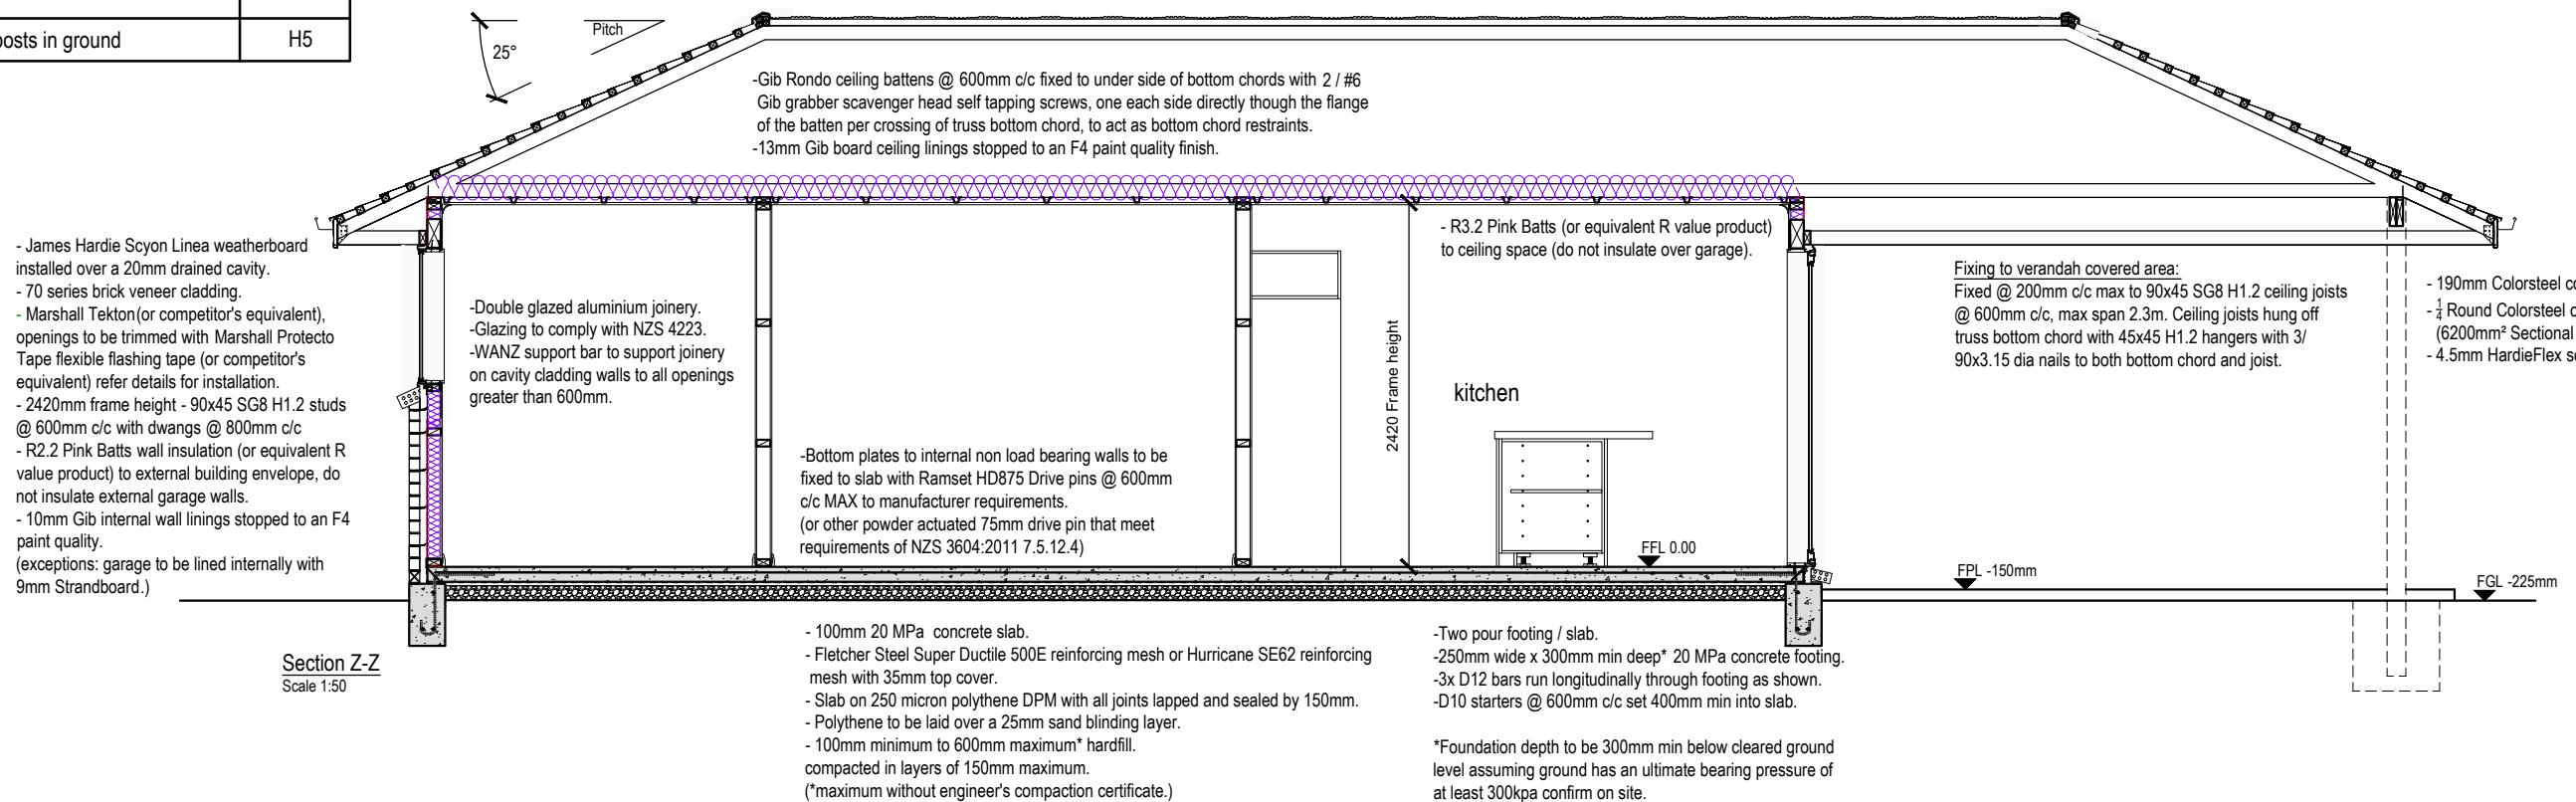 posts in ground H5
25°
Pitch
-Gib Rondo ceiling battens @ 600mm c/c fixed to under side of bottom chords with 2 / #6
Gib grabber scavenger head self tapping screws, one each side directly though the flange
of the batten per crossing of truss bottom chord, to act as bottom chord restraints.
-13mm Gib board ceiling linings stopped to an F4 paint quality finish.
- James Hardie Scyon Linea weatherboard
installed over a 20mm drained cavity.
- 70 series brick veneer cladding.
- Marshall Tekton(or competitor's equivalent),
openings to be trimmed with Marshall Protecto
Tape flexible flashing tape (or competitor's
equivalent) refer details for installation.
- 2420mm frame height - 90x45 SG8 H1.2 studs
@ 600mm c/c with dwangs @ 800mm c/c
- R2.2 Pink Batts wall insulation (or equivalent R
value product) to external building envelope, do
not insulate external garage walls.
- 10mm Gib internal wall linings stopped to an F4
paint quality.
(exceptions: garage to be lined internally with
9mm Strandboard.)
-Double glazed aluminium joinery.
-Glazing to comply with NZS 4223.
-WANZ support bar to support joinery
on cavity cladding walls to all openings
greater than 600mm.
-Bottom plates to internal non load bearing walls to be
fixed to slab with Ramset HD875 Drive pins @ 600mm
c/c MAX to manufacturer requirements.
(or other powder actuated 75mm drive pin that meet
requirements of NZS 3604:2011 7.5.12.4)
2420 Frame height
- R3.2 Pink Batts (or equivalent R value product)
to ceiling space (do not insulate over garage).
kitchen
FFL 0.00
Fixing to verandah covered area:
Fixed @ 200mm c/c max to 90x45 SG8 H1.2 ceiling joists
@ 600mm c/c, max span 2.3m. Ceiling joists hung off
truss bottom chord with 45x45 H1.2 hangers with 3/
90x3.15 dia nails to both bottom chord and joist.
- 190mm Colorsteel
- ¼ Round Colorsteel
(6200mm² Sectional
- 4.5mm HardieFlex
FPL -150mm
FGL -225mm
Section Z-Z
Scale 1:50
- 100mm 20 MPa concrete slab.
- Fletcher Steel Super Ductile 500E reinforcing mesh or Hurricane SE62 reinforcing
mesh with 35mm top cover.
- Slab on 250 micron polythene DPM with all joints lapped and sealed by 150mm.
- Polythene to be laid over a 25mm sand blinding layer.
- 100mm minimum to 600mm maximum* hardfill.
compacted in layers of 150mm maximum.
(*maximum without engineer's compaction certificate.)
-Two pour footing / slab.
-250mm wide x 300mm min deep* 20 MPa concrete footing.
-3x D12 bars run longitudinally through footing as shown.
-D10 starters @ 600mm c/c set 400mm min into slab.
*Foundation depth to be 300mm min below cleared ground
level assuming ground has an ultimate bearing pressure of
at least 300kpa confirm on site.